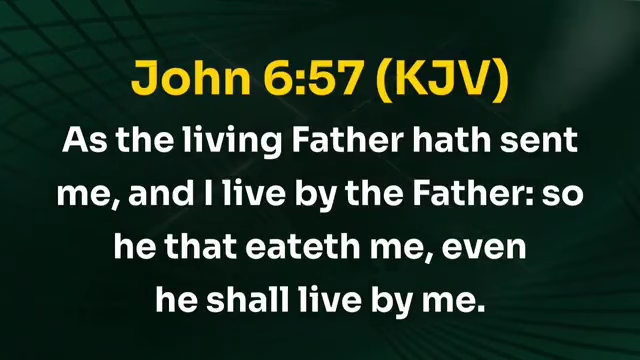 John 6:57 (KJV)
As the living Father hath sent
me, and I live by the Father: so
he that eateth me, even
he shall live by me.